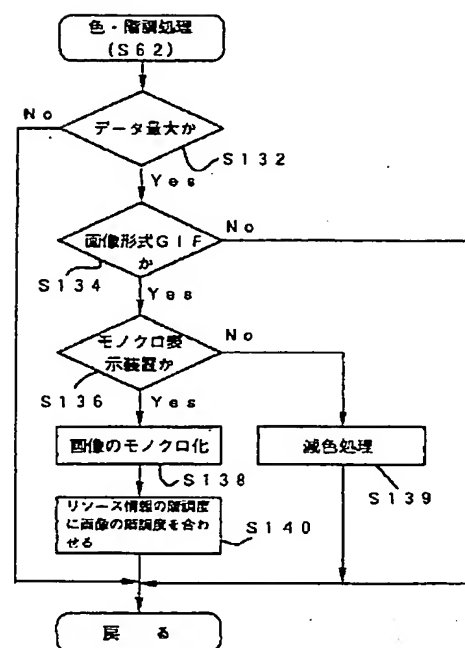 色・階調処理
(S62)
No
データ最大か
S132
Yes
画像形式GIF
か
No
S134
Yes
モノクロ表
示装置か
No
S136
Yes
画像のモノクロ化
減色処理
S138
S139
リソース情報の階調度
に画像の階調度を合わ
せる
S140
戻る